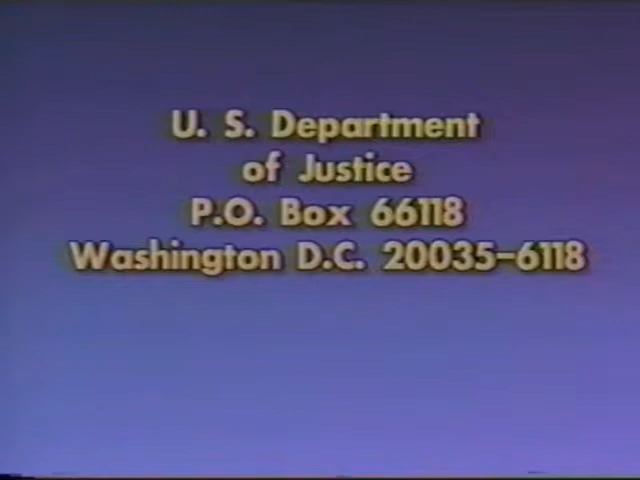 U. S. Department
of Justice
P.O. Box 66118
Washington D.C. 20035-6118